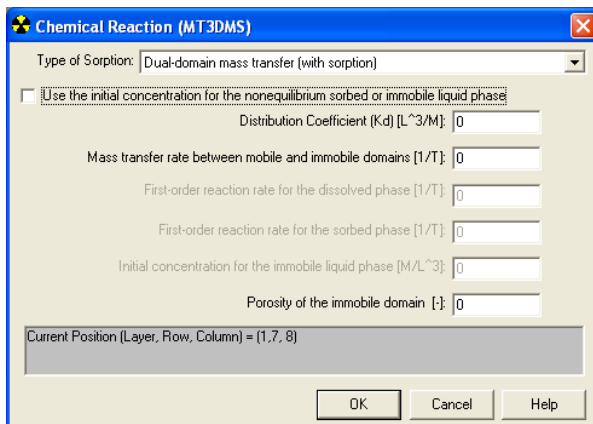 Chemical Reaction (MT3DMS)
Type of Sorption: Dual-domain mass transfer (with sorption)
Use the initial concentration for the nonequilibrium sorbed or immobile liquid phase
Distribution Coefficient (Kd) [L^3/M]: 0
Mass transfer rate between mobile and immobile domains [1/T]: 0
First-order reaction rate for the dissolved phase [1/T]: 0
First-order reaction rate for the sorbed phase [1/T]: 0
Initial concentration for the immobile liquid phase [M/L^3]: 0
Porosity of the immobile domain [-]: 0
Current Position (Layer, Row, Column) = (1,7, 8)
OK Cancel Help